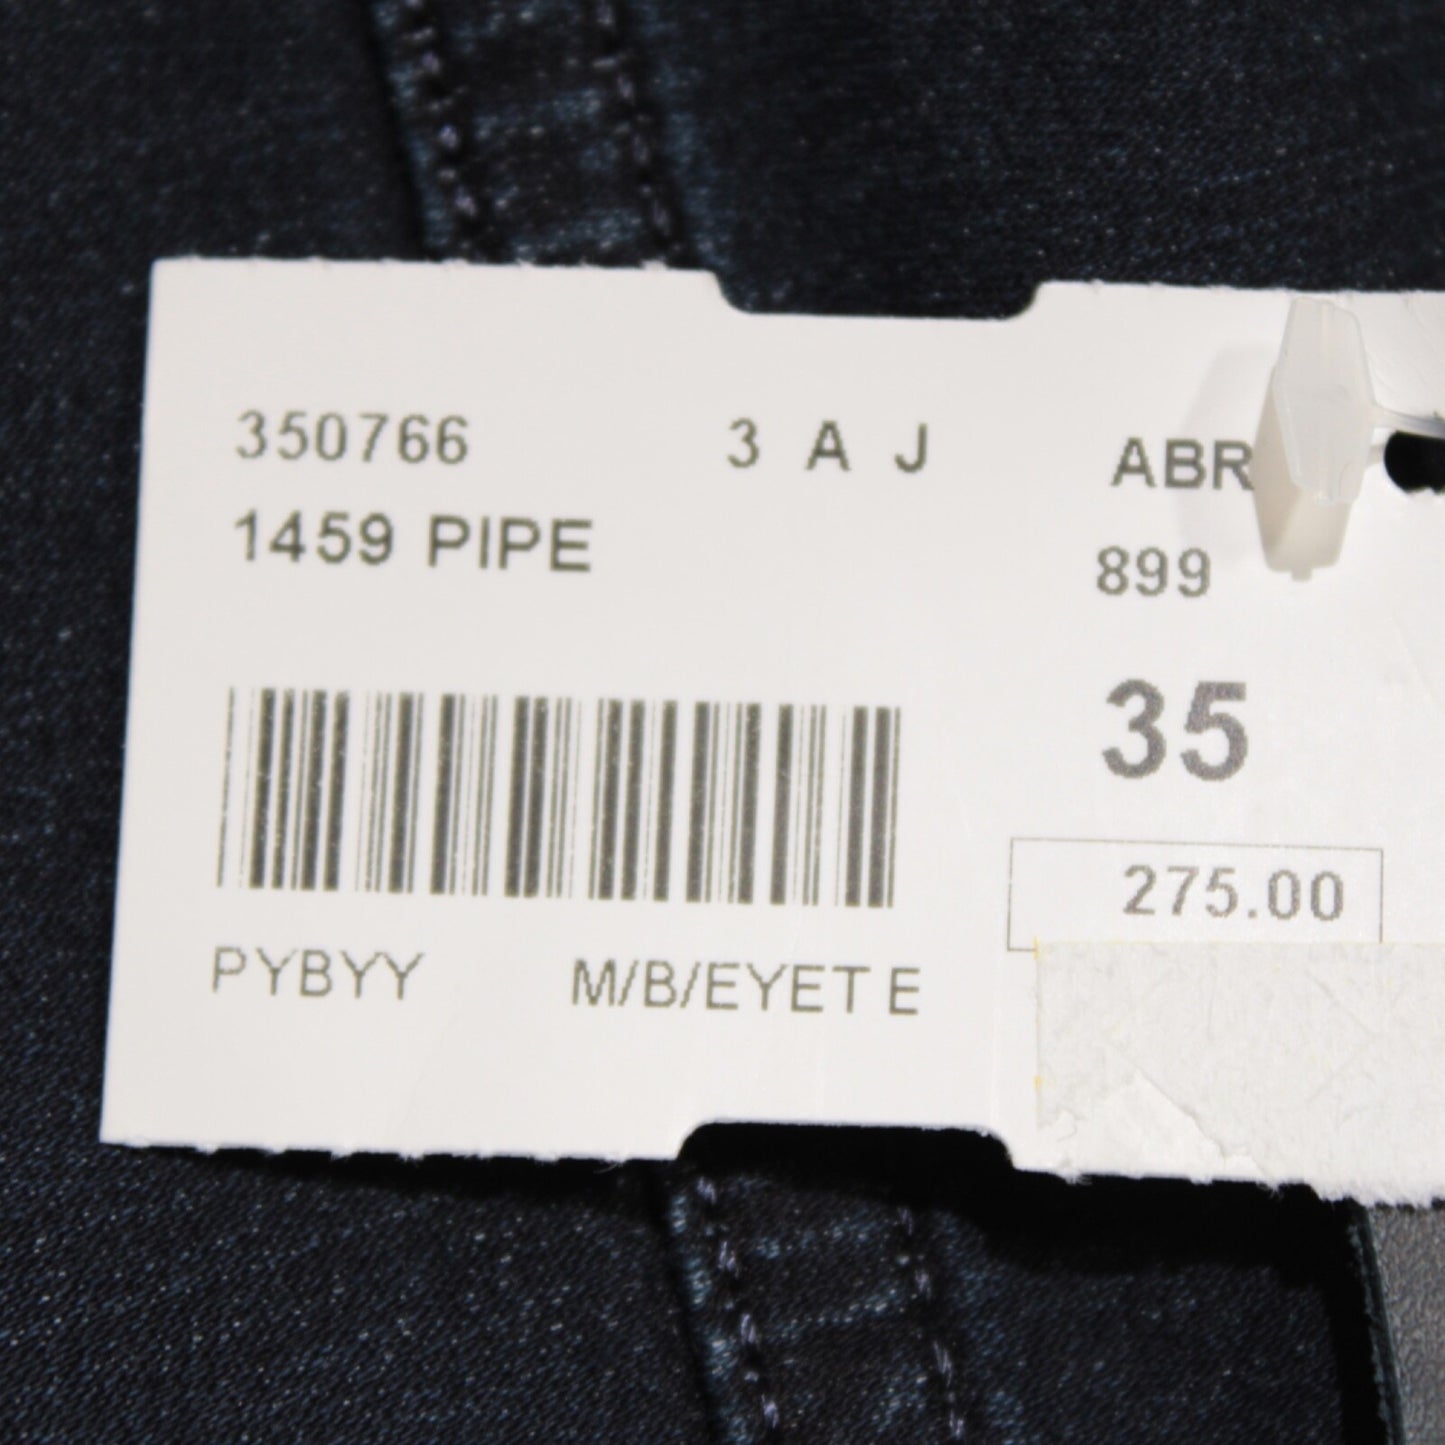 350766 3 A J ABR
1459 PIPE 899
35
275.00
PYBYY M/B/EYET E